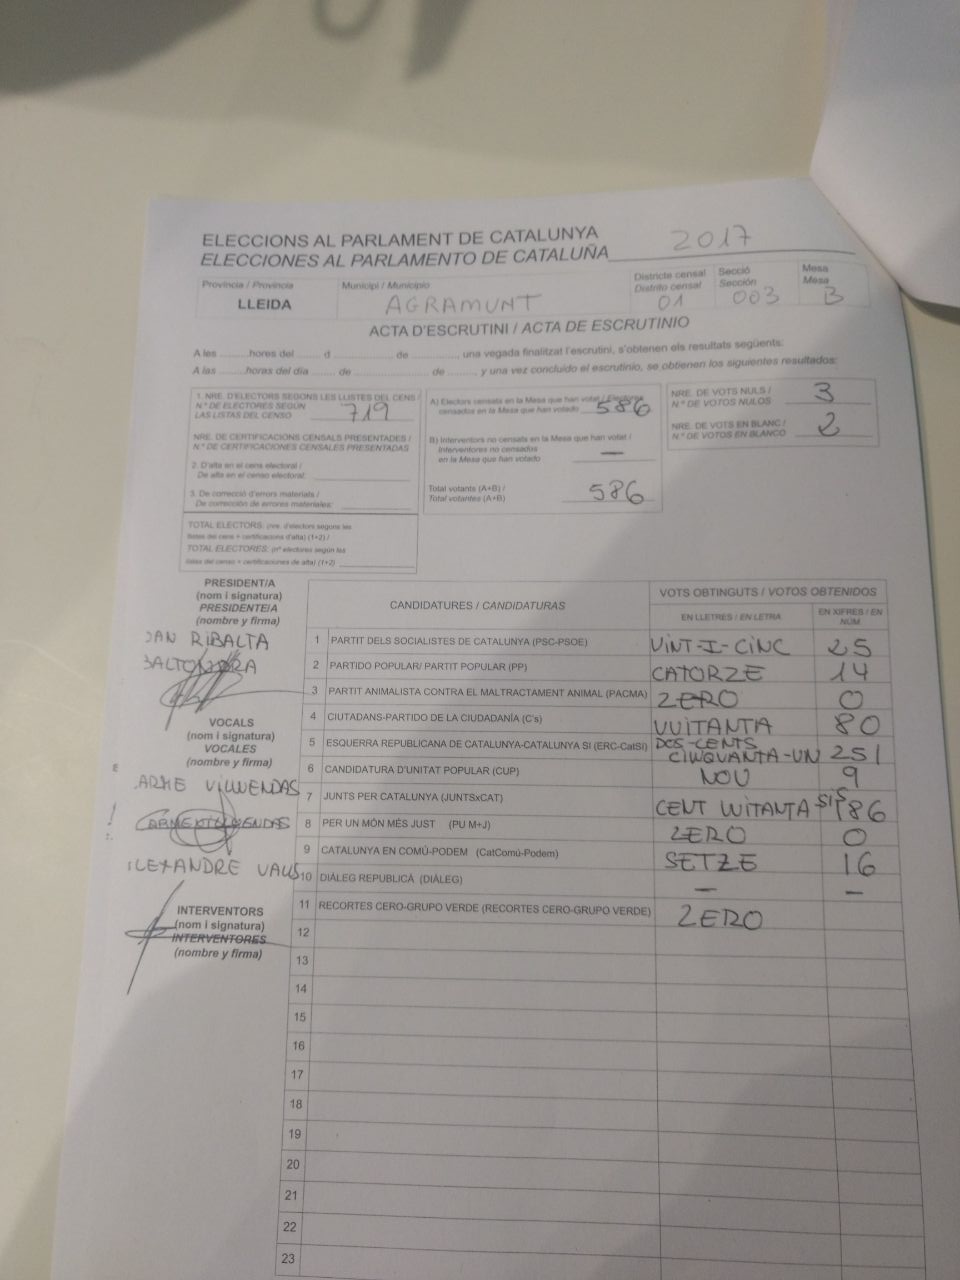 ELECCIONS AL PARLAMENT DE CATALUNYA 2017
ELECCIONES AL PARLAMENTO DE CATALUÑA
Provincia / Provincia Municipi / Municipio Districte censal Secció Mesa
Distrito censal Sección Mesa
LLEIDA AGRAMUNT 01 003 B
ACTA D'ESCRUTINI / ACTA DE ESCRUTINIO
A les ..........hores del ........ d ................ de .............., una vegada finalitzat l'escrutini, s'obtenen els resultats següents:
A las ........horas del día ........ de .................... de ......... y una vez concluido el escrutinio, se obtienen los siguientes resultados:
1. NRE. D'ELECTORS SEGONS LES LLISTES DEL CENS /
N.º DE ELECTORES SEGÚN
LAS LISTAS DEL CENSO 719
NRE. DE CERTIFICACIONS CENSALS PRESENTADES /
N.º DE CERTIFICACIONES CENSALES PRESENTADAS
2. D'alta en el cens electoral /
De alta en el censo electoral:
3. De correcció d'errors materials /
De corrección de errores materiales:
TOTAL ELECTORS: (nre. d'electors segons les
llistes del cens + certificacions d'alta) (1+2) /
TOTAL ELECTORES: (nº electores según las
listas del censo + certificaciones de alta) (1+2)
A) Electors censats en la Mesa que han votat / Electores
censados en la Mesa que han votado 586
B) Interventors no censats en la Mesa que han votat /
Interventores no censados
en la Mesa que han votado —
Total votants (A+B) /
Total votantes (A+B) 586
NRE. DE VOTS NULS /
N.º DE VOTOS NULOS 3
NRE. DE VOTS EN BLANC /
N.º DE VOTOS EN BLANCO 2
PRESIDENT/A
(nom i signatura)
PRESIDENTE/A
(nombre y firma)
RIBALTA
VOCALS
(nom i signatura)
VOCALES
(nombre y firma)
INTERVENTORS
(nom i signatura)
INTERVENTORES
(nombre y firma)
CANDIDATURES / CANDIDATURAS VOTS OBTINGUTS / VOTOS OBTENIDOS
EN LLETRES / EN LETRA EN XIFRES / EN NÚM
1 PARTIT DELS SOCIALISTES DE CATALUNYA (PSC-PSOE) VINT-I-CINC 25
2 PARTIDO POPULAR/ PARTIT POPULAR (PP) CATORZE 14
3 PARTIT ANIMALISTA CONTRA EL MALTRACTAMENT ANIMAL (PACMA) ZERO 0
4 CIUTADANS-PARTIDO DE LA CIUDADANÍA (C's) VUITANTA 80
5 ESQUERRA REPUBLICANA DE CATALUNYA-CATALUNYA SÍ (ERC-CatSI) DOS-CENTS CINQUANTA-UN 251
6 CANDIDATURA D'UNITAT POPULAR (CUP) NOU 9
7 JUNTS PER CATALUNYA (JUNTSxCAT) CENT VUITANTA SIS 186
8 PER UN MÓN MÉS JUST (PU M+J) ZERO 0
9 CATALUNYA EN COMÚ-PODEM (CatComú-Podem) SETZE 16
10 DIÀLEG REPUBLICÀ (DIÀLEG) — —
11 RECORTES CERO-GRUPO VERDE (RECORTES CERO-GRUPO VERDE) ZERO
12
13
14
15
16
17
18
19
20
21
22
23